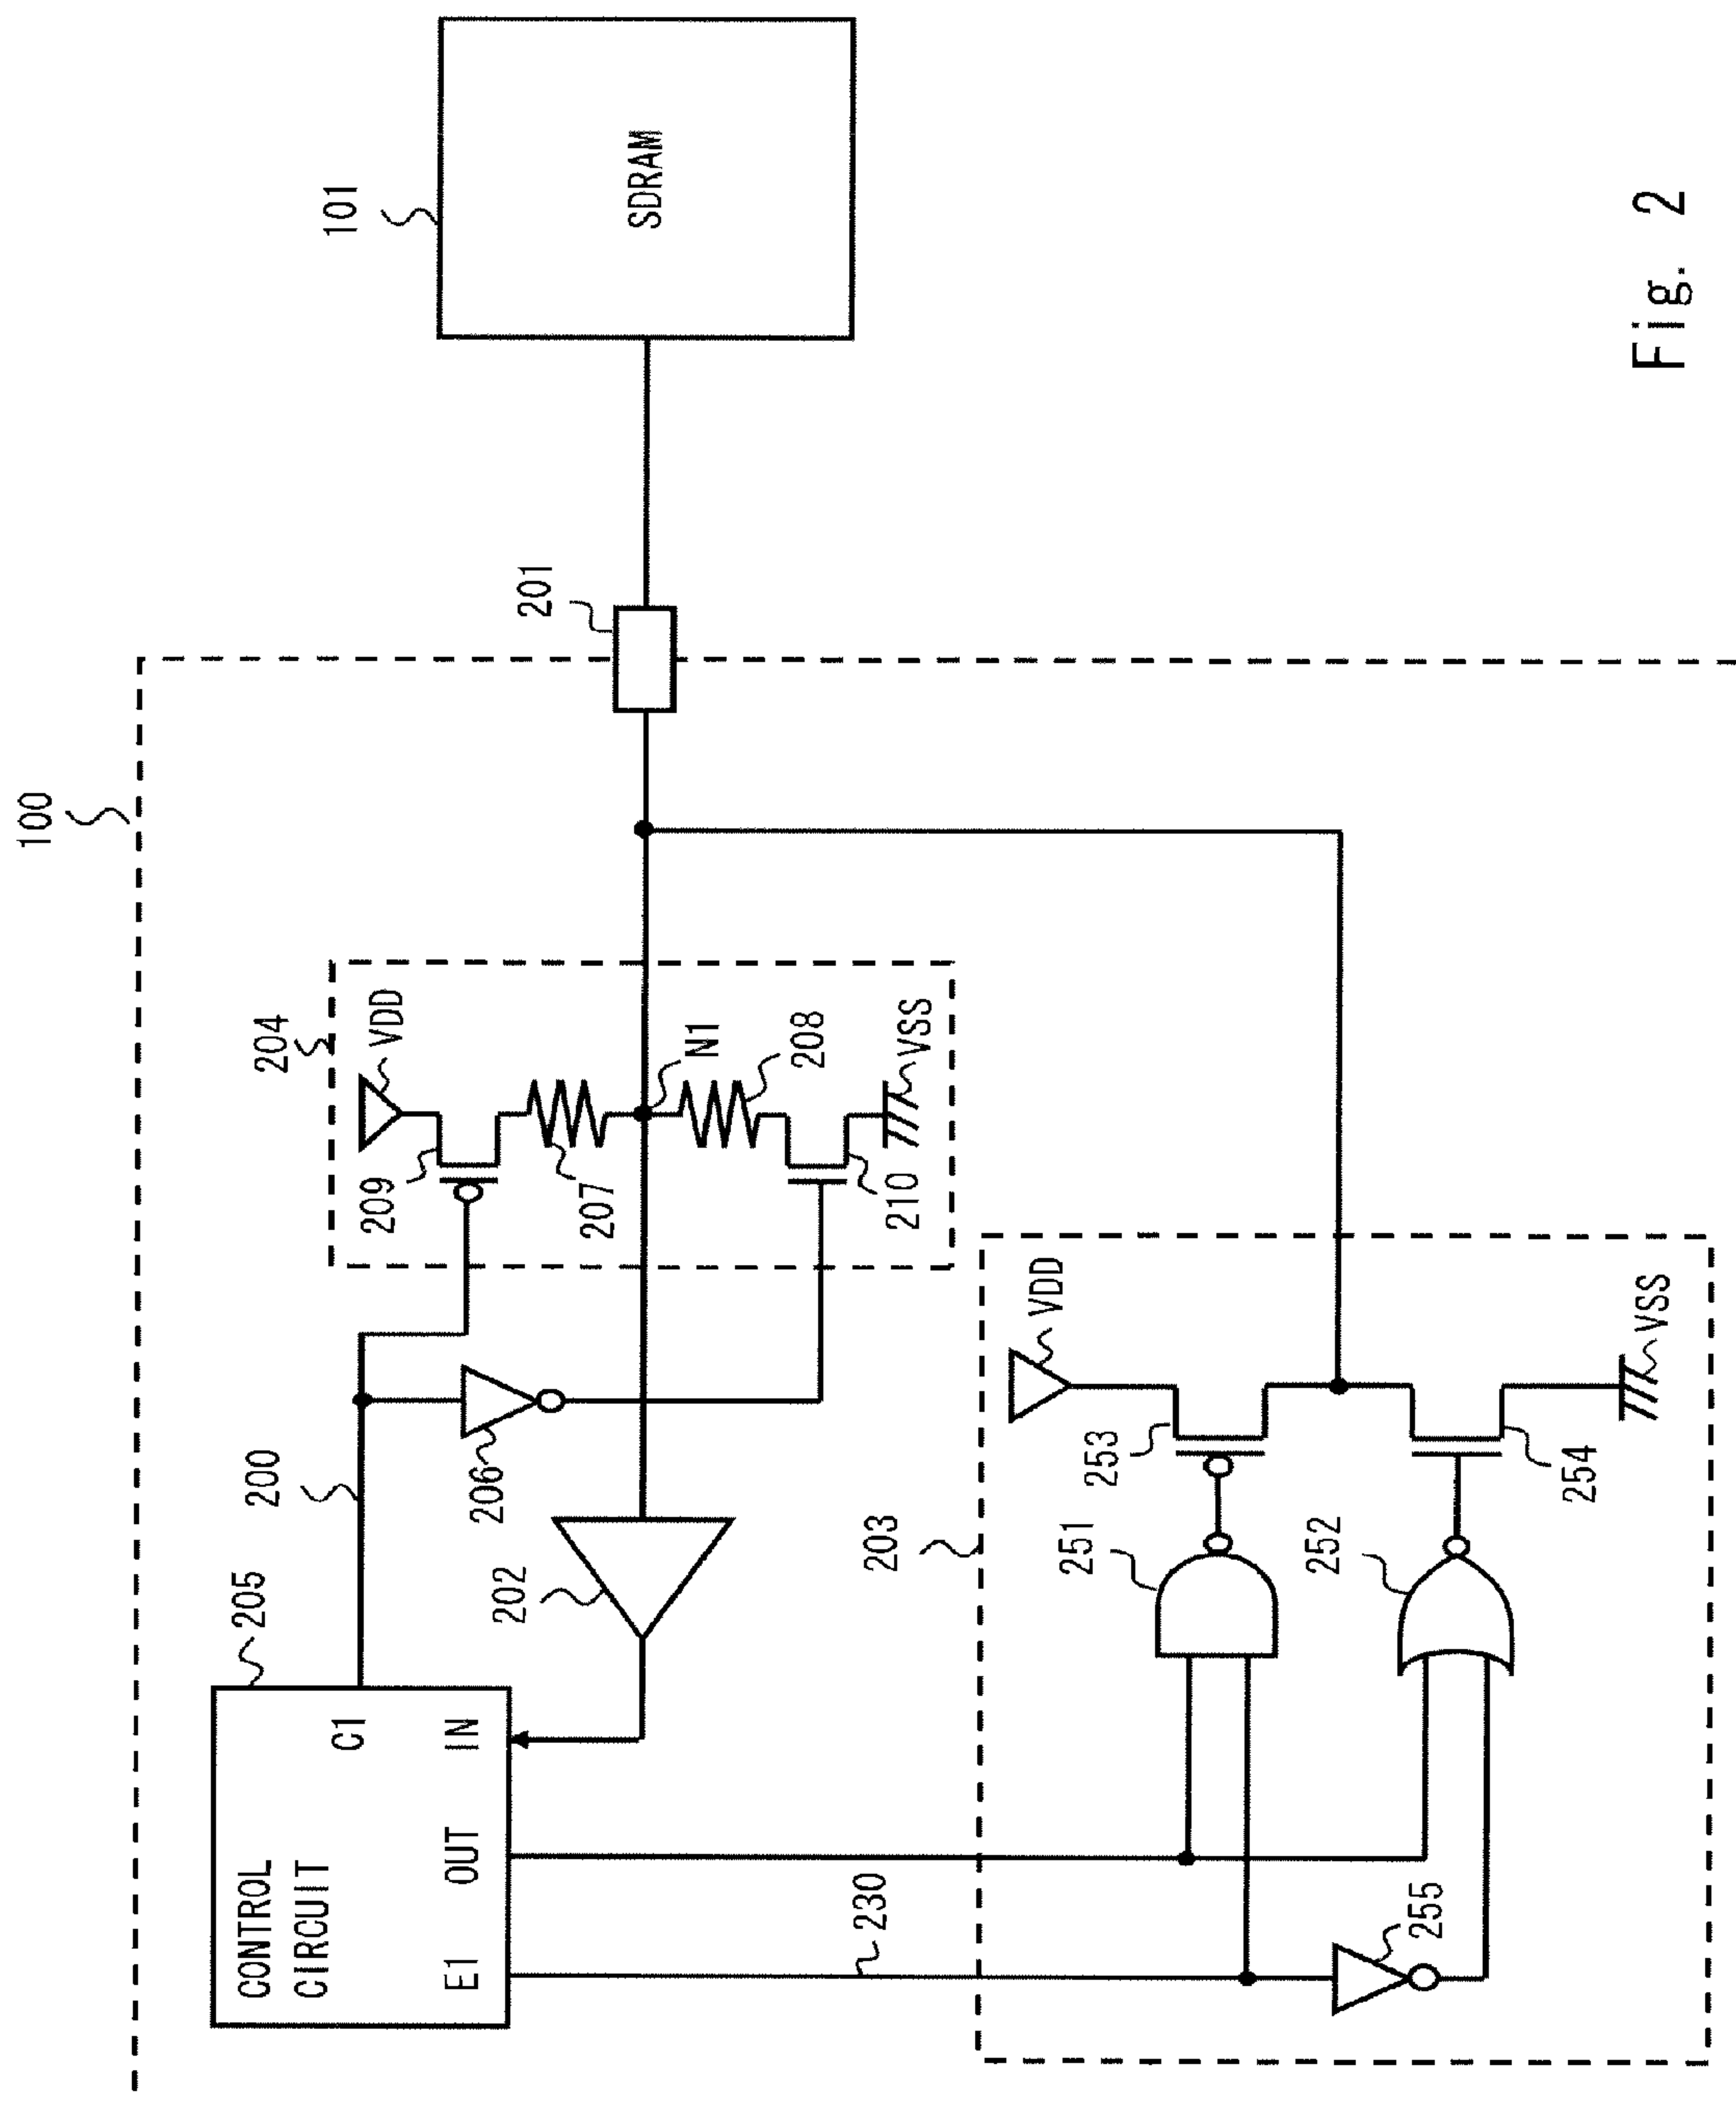 100
200
205
CONTROL
CIRCUIT
C1
E1
OUT
IN
206
202
204
VDD
209
207
N1
208
210
VSS
201
101
SDRAM
230
203
255
251
252
VDD
253
254
VSS
Fig. 2